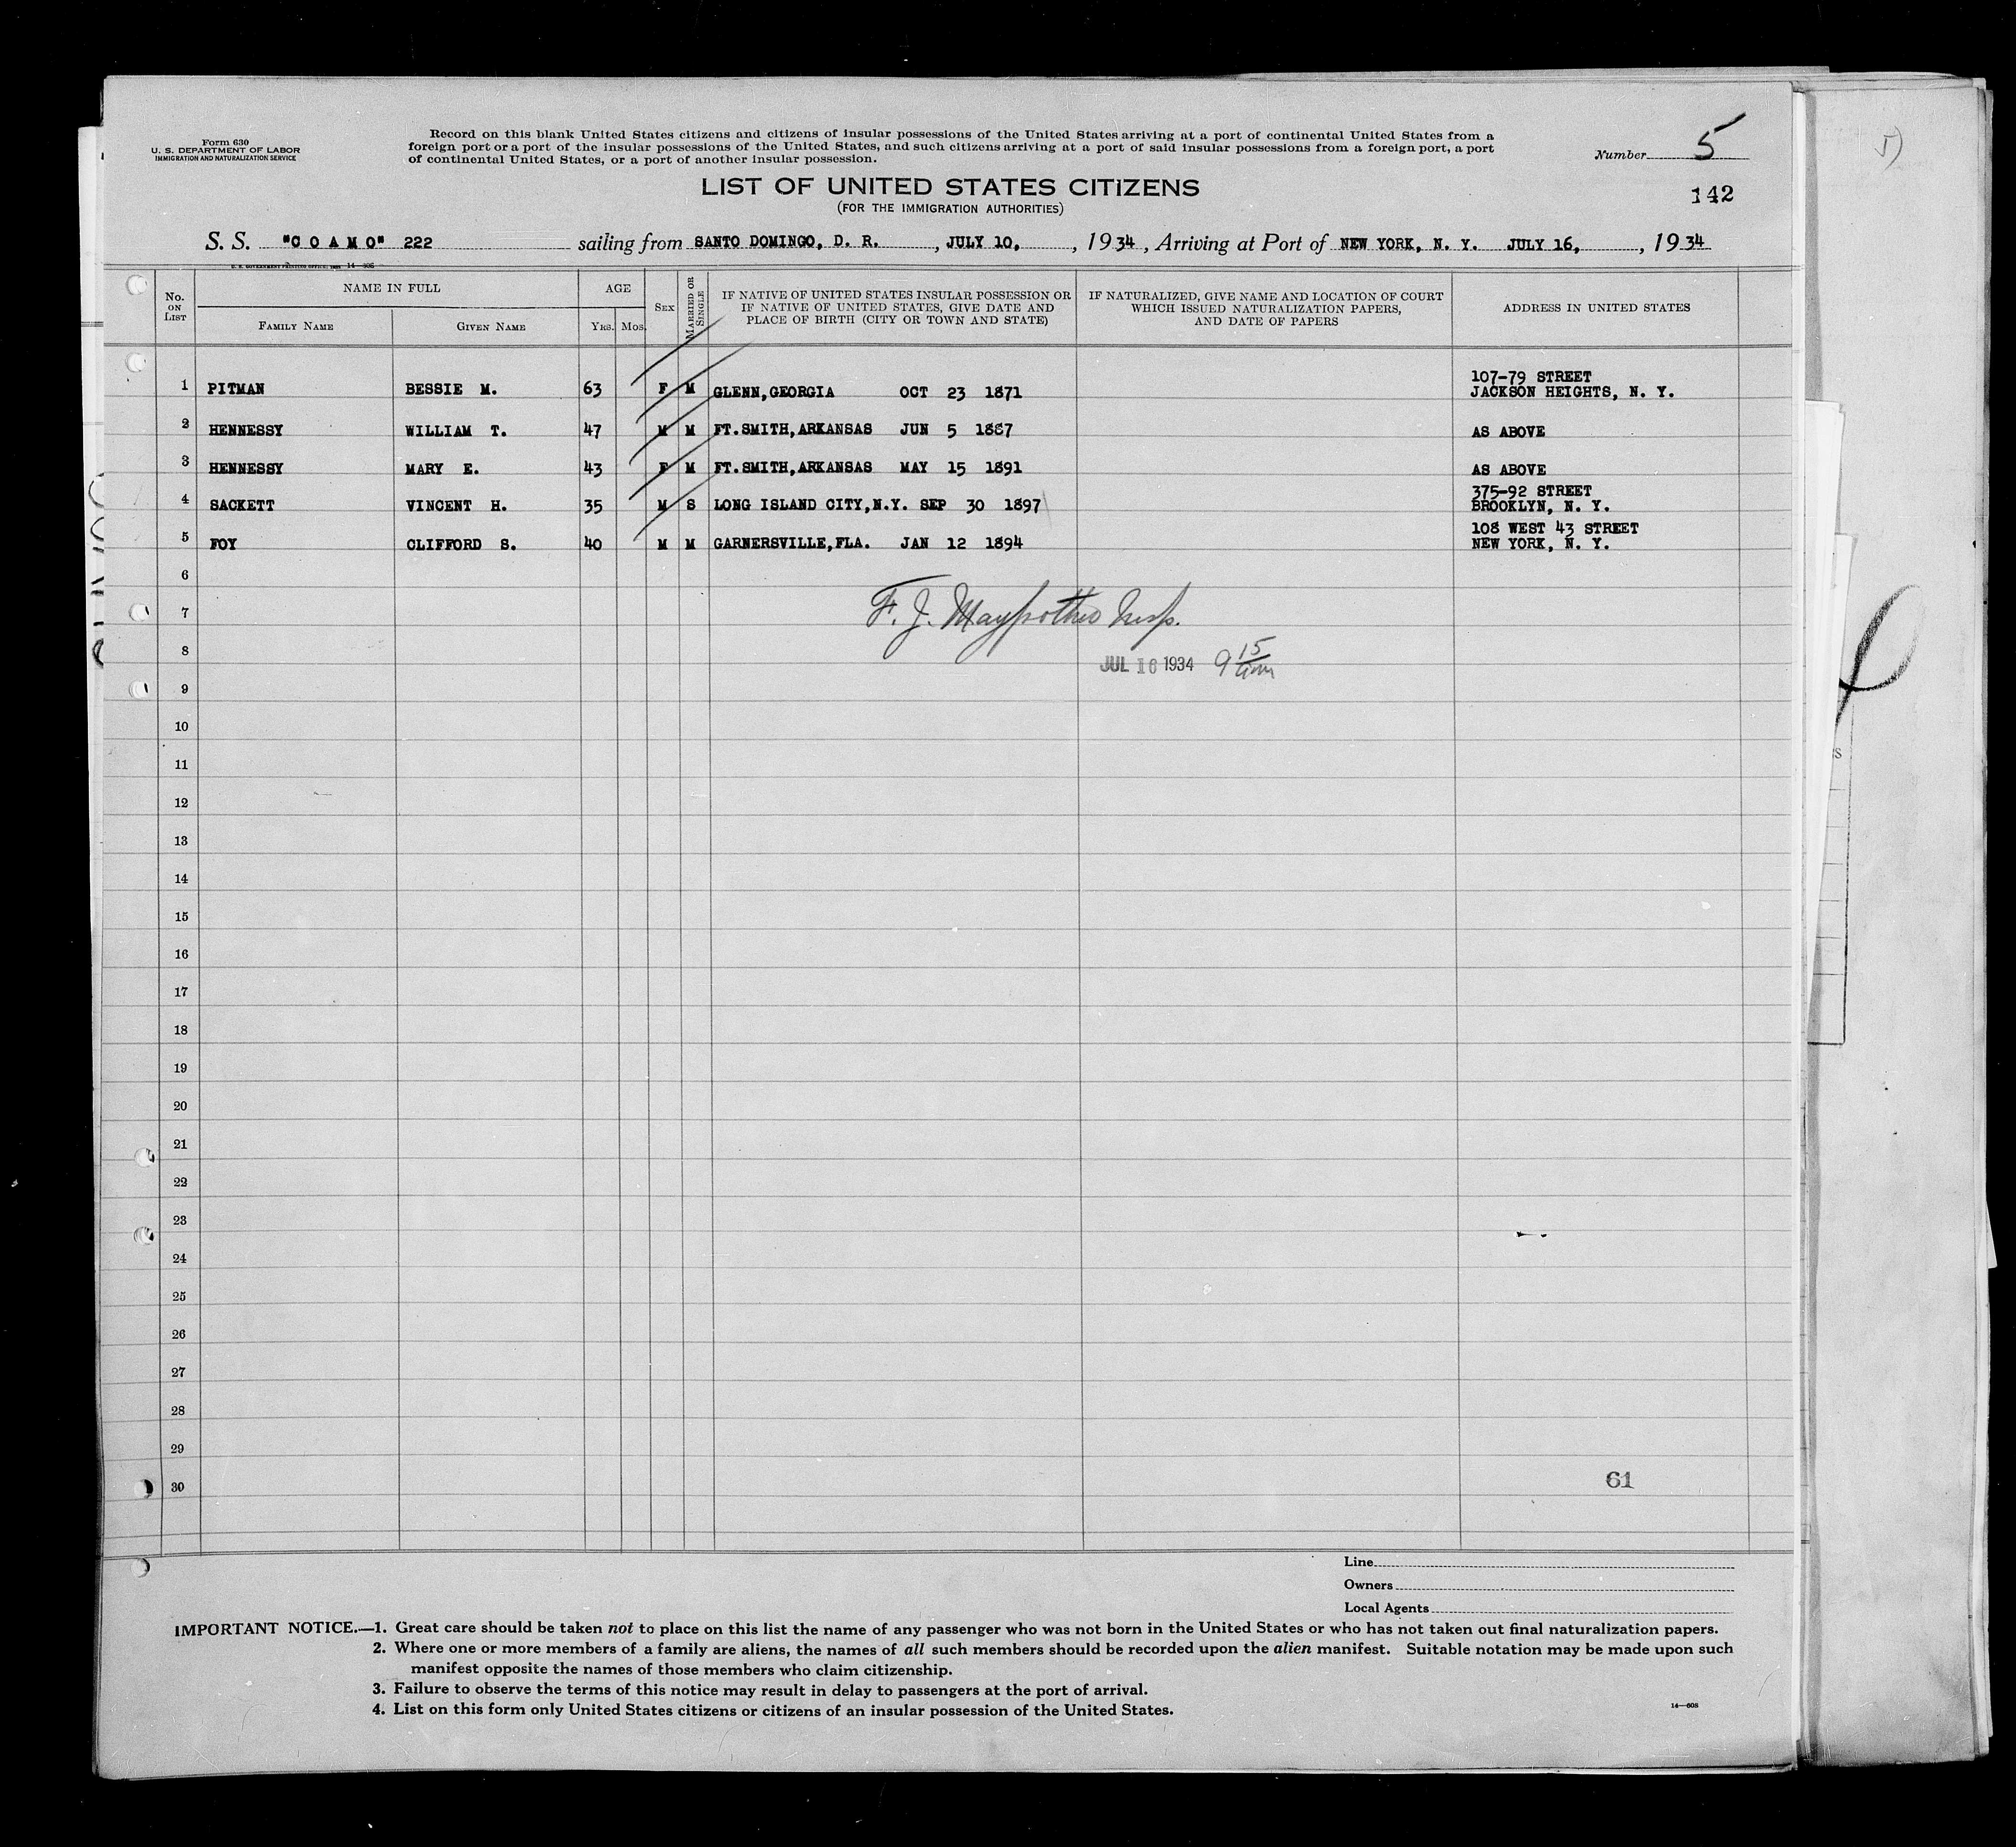 Form 630
U. S. DEPARTMENT OF LABOR
IMMIGRATION AND NATURALIZATION SERVICE
Record on this blank United States citizens and citizens of insular possessions of the United States arriving at a port of continental United States from a
foreign port or a port of the insular possessions of the United States, and such citizens arriving at a port of said insular possessions from a foreign port, a port
of continental United States, or a port of another insular possession.
Number 5
5)
LIST OF UNITED STATES CITIZENS
142
(FOR THE IMMIGRATION AUTHORITIES)
S. S. "C O A M O" 222 sailing from SANTO DOMINGO, D. R. , JULY 10, , 1934 , Arriving at Port of NEW YORK, N. Y. JULY 16, , 1934
No. ON LIST
NAME IN FULL
FAMILY NAME
GIVEN NAME
AGE
YRS. MOS.
SEX
MARRIED OR SINGLE
IF NATIVE OF UNITED STATES INSULAR POSSESSION OR
IF NATIVE OF UNITED STATES, GIVE DATE AND
PLACE OF BIRTH (CITY OR TOWN AND STATE)
IF NATURALIZED, GIVE NAME AND LOCATION OF COURT
WHICH ISSUED NATURALIZATION PAPERS,
AND DATE OF PAPERS
ADDRESS IN UNITED STATES
107-79 STREET
1 PITMAN BESSIE M. 63 F M GLENN,GEORGIA OCT 23 1871 JACKSON HEIGHTS, N. Y.
2 HENNESSY WILLIAM T. 47 M M FT.SMITH,ARKANSAS JUN 5 1887 AS ABOVE
3 HENNESSY MARY E. 43 F M FT.SMITH,ARKANSAS MAY 15 1891 AS ABOVE
375-92 STREET
4 SACKETT VINCENT H. 35 M S LONG ISLAND CITY,N.Y. SEP 30 1897 BROOKLYN, N. Y.
108 WEST 43 STREET
5 FOY CLIFFORD S. 40 M M GARNERSVILLE,FLA. JAN 12 1894 NEW YORK, N. Y.
6
7 F. J. Insp.
8 JUL 16 1934 9 15 am
9
10
11
12
13
14
15
16
17
18
19
20
21
22
23
24
25
26
27
28
29
30 61
Line
Owners
Local Agents
IMPORTANT NOTICE.—1. Great care should be taken not to place on this list the name of any passenger who was not born in the United States or who has not taken out final naturalization papers.
2. Where one or more members of a family are aliens, the names of all such members should be recorded upon the alien manifest. Suitable notation may be made upon such
manifest opposite the names of those members who claim citizenship.
3. Failure to observe the terms of this notice may result in delay to passengers at the port of arrival.
4. List on this form only United States citizens or citizens of an insular possession of the United States.